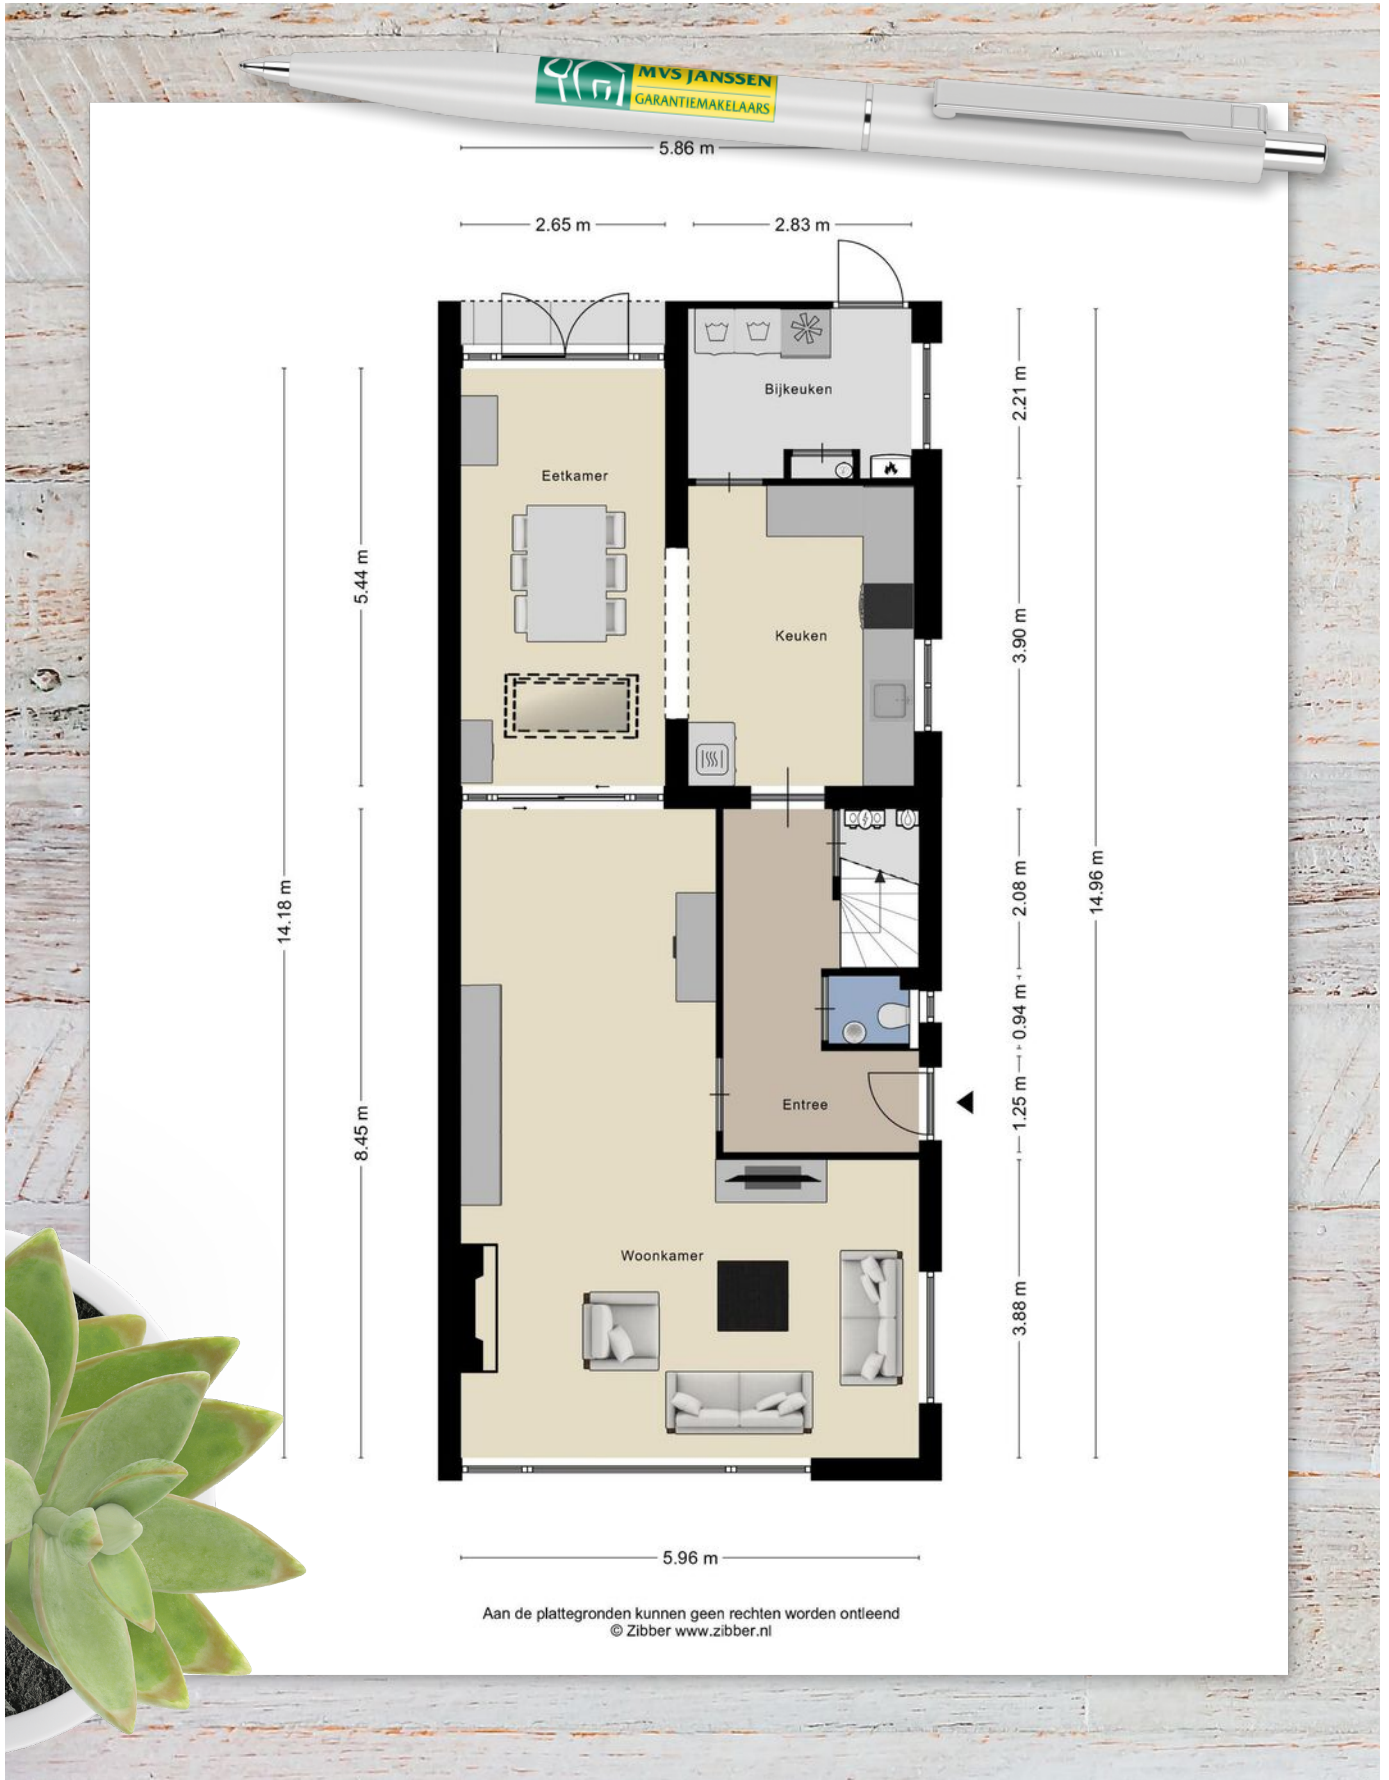 MVS JANSSEN
GARANTIEMAKELAARS
5.86 m
2.65 m
2.83 m
Bijkeuken
2.21 m
Eetkamer
5.44 m
Keuken
3.90 m
14.18 m
14.96 m
2.08 m
0.94 m
1.25 m
Entree
8.45 m
Woonkamer
3.88 m
5.96 m
Aan de plattegronden kunnen geen rechten worden ontleend
© Zibber www.zibber.nl